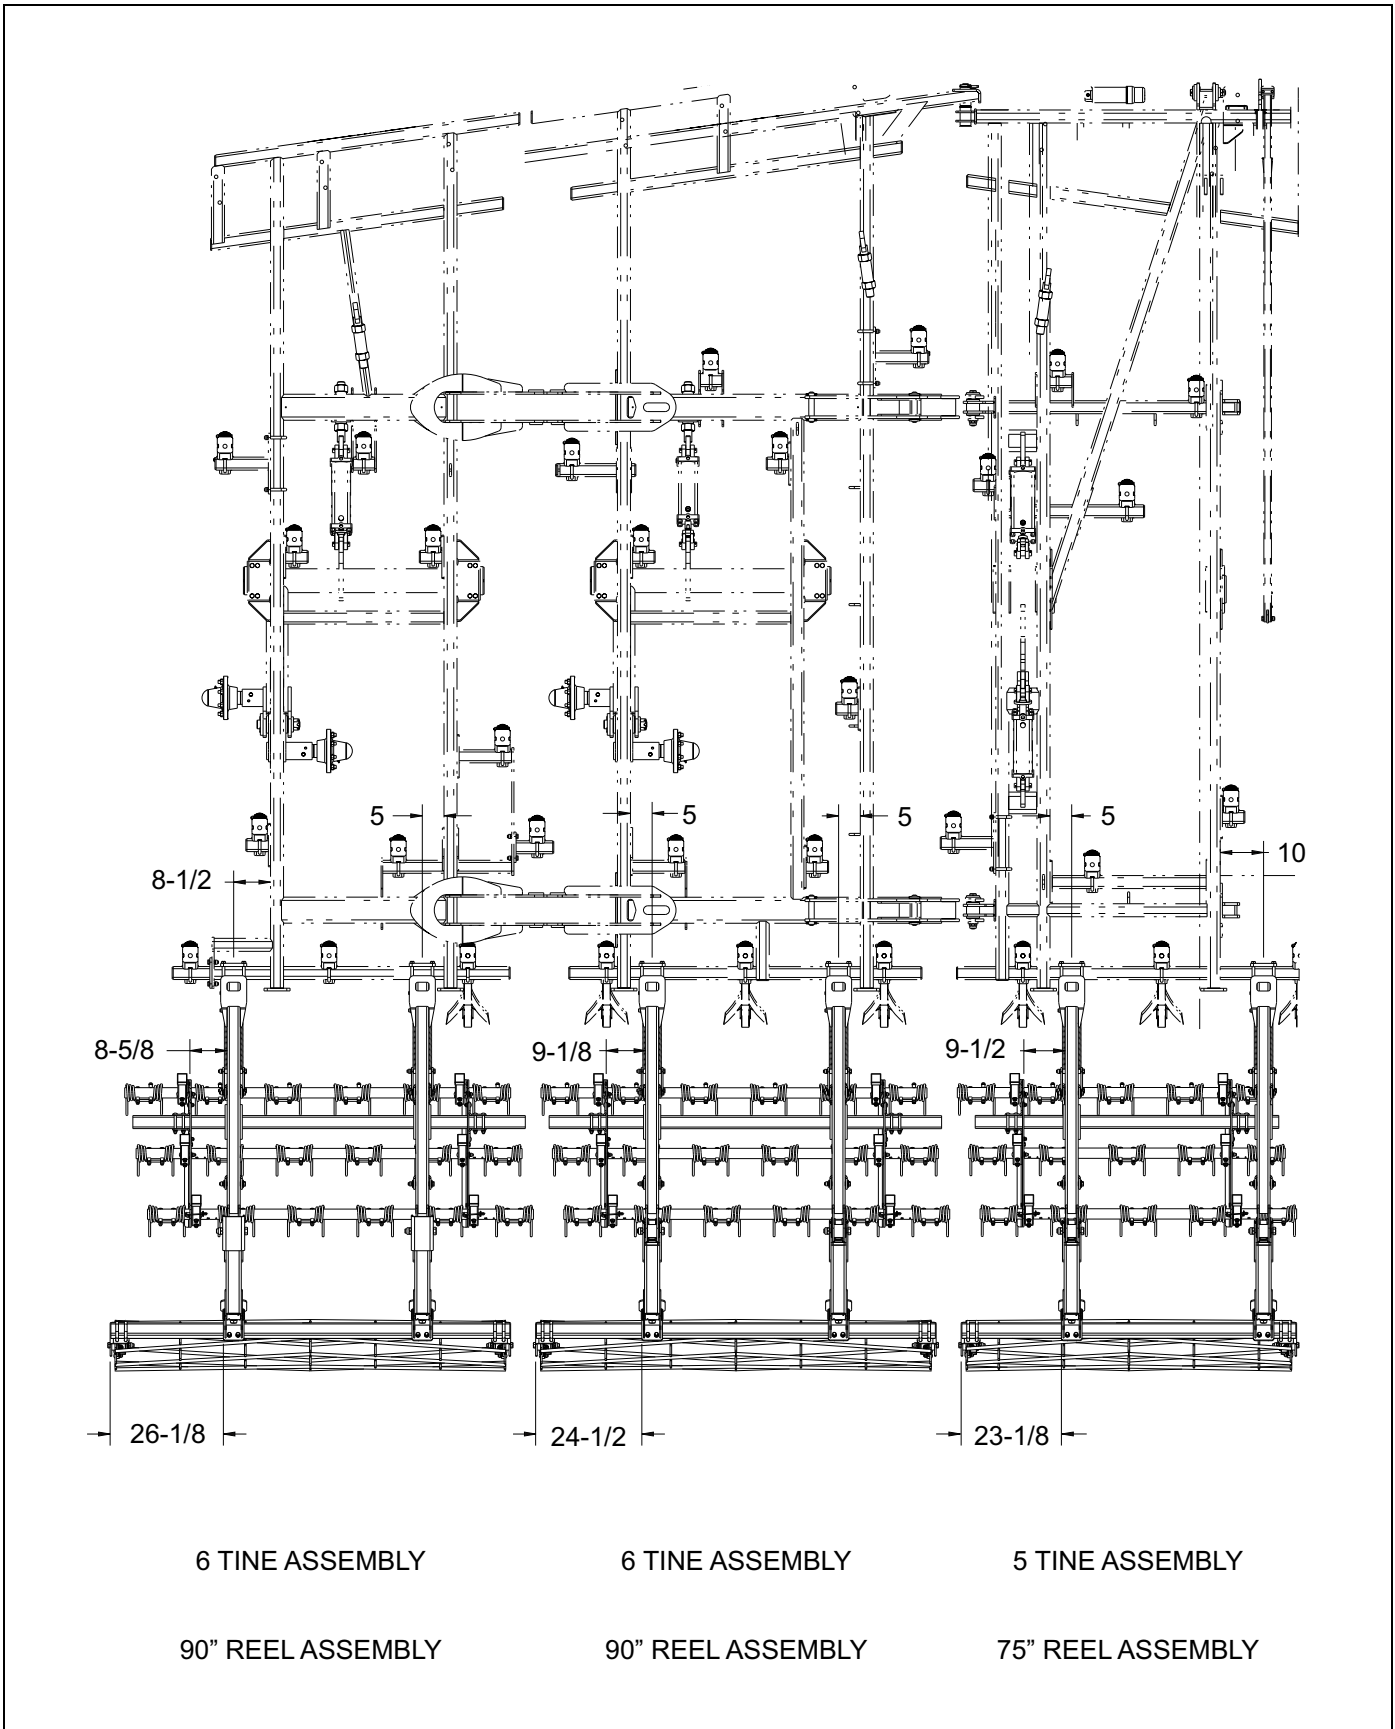 5
5
5
5
8-1/2
10
8-5/8
9-1/8
9-1/2
26-1/8
24-1/2
23-1/8
6 TINE ASSEMBLY
6 TINE ASSEMBLY
5 TINE ASSEMBLY
90” REEL ASSEMBLY
90” REEL ASSEMBLY
75” REEL ASSEMBLY